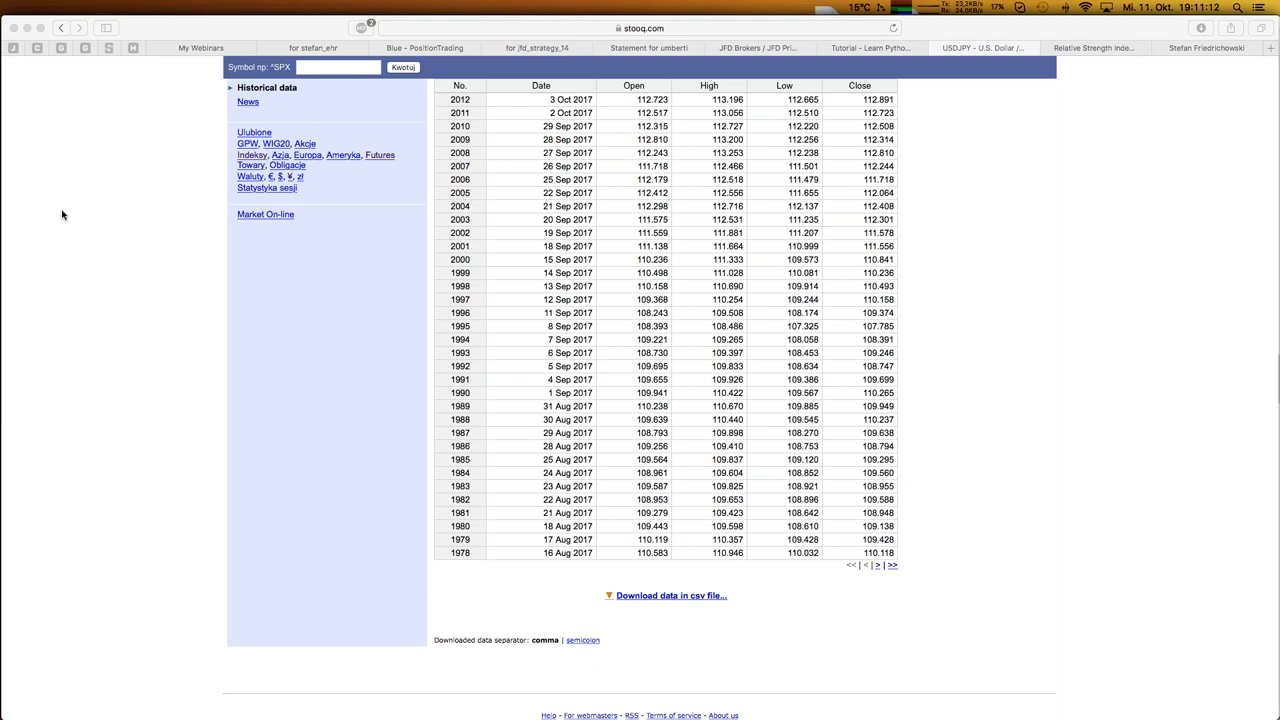 15°C Tx: 23,2KB/s Rx: 24,6KB/s 17% Mi. 11. Okt. 19:11:12
2
stooq.com
J C G G S H My Webinars for stefan_ehr Blue - PositionTrading for jfd_strategy_14 Statement for umberti JFD Brokers / JFD Pri... Tutorial - Learn Pytho... USDJPY - U.S. Dollar /... Relative Strength Inde... Stefan Friedrichowski
Symbol np: ^SPX Kwotuj
Historical data
News
Ulubione
GPW, WIG20, Akcje
Indeksy, Azja, Europa, Ameryka, Futures
Towary, Obligacje
Waluty, €, $, ¥, zł
Statystyka sesji
Market On-line
No. Date Open High Low Close
2012 3 Oct 2017 112.723 113.196 112.665 112.891
2011 2 Oct 2017 112.517 113.056 112.510 112.723
2010 29 Sep 2017 112.315 112.727 112.220 112.508
2009 28 Sep 2017 112.810 113.200 112.256 112.314
2008 27 Sep 2017 112.243 113.253 112.238 112.810
2007 26 Sep 2017 111.718 112.466 111.501 112.244
2006 25 Sep 2017 112.179 112.518 111.479 111.718
2005 22 Sep 2017 112.412 112.556 111.655 112.064
2004 21 Sep 2017 112.298 112.716 112.137 112.408
2003 20 Sep 2017 111.575 112.531 111.235 112.301
2002 19 Sep 2017 111.559 111.881 111.207 111.578
2001 18 Sep 2017 111.138 111.664 110.999 111.556
2000 15 Sep 2017 110.236 111.333 109.573 110.841
1999 14 Sep 2017 110.498 111.028 110.081 110.236
1998 13 Sep 2017 110.158 110.690 109.914 110.493
1997 12 Sep 2017 109.368 110.254 109.244 110.158
1996 11 Sep 2017 108.243 109.508 108.174 109.374
1995 8 Sep 2017 108.393 108.486 107.325 107.785
1994 7 Sep 2017 109.221 109.265 108.058 108.391
1993 6 Sep 2017 108.730 109.397 108.453 109.246
1992 5 Sep 2017 109.695 109.833 108.634 108.747
1991 4 Sep 2017 109.655 109.926 109.386 109.699
1990 1 Sep 2017 109.941 110.422 109.567 110.265
1989 31 Aug 2017 110.238 110.670 109.885 109.949
1988 30 Aug 2017 109.639 110.440 109.545 110.237
1987 29 Aug 2017 108.793 109.898 108.270 109.638
1986 28 Aug 2017 109.256 109.410 108.753 108.794
1985 25 Aug 2017 109.564 109.837 109.120 109.295
1984 24 Aug 2017 108.961 109.604 108.852 109.560
1983 23 Aug 2017 109.587 109.825 108.921 108.955
1982 22 Aug 2017 108.953 109.653 108.896 109.588
1981 21 Aug 2017 109.279 109.423 108.642 108.948
1980 18 Aug 2017 109.443 109.598 108.610 109.138
1979 17 Aug 2017 110.119 110.357 109.428 109.428
1978 16 Aug 2017 110.583 110.946 110.032 110.118
<< | < | > | >>
Download data in csv file...
Downloaded data separator: comma | semicolon
Help - For webmasters - RSS - Terms of service - About us